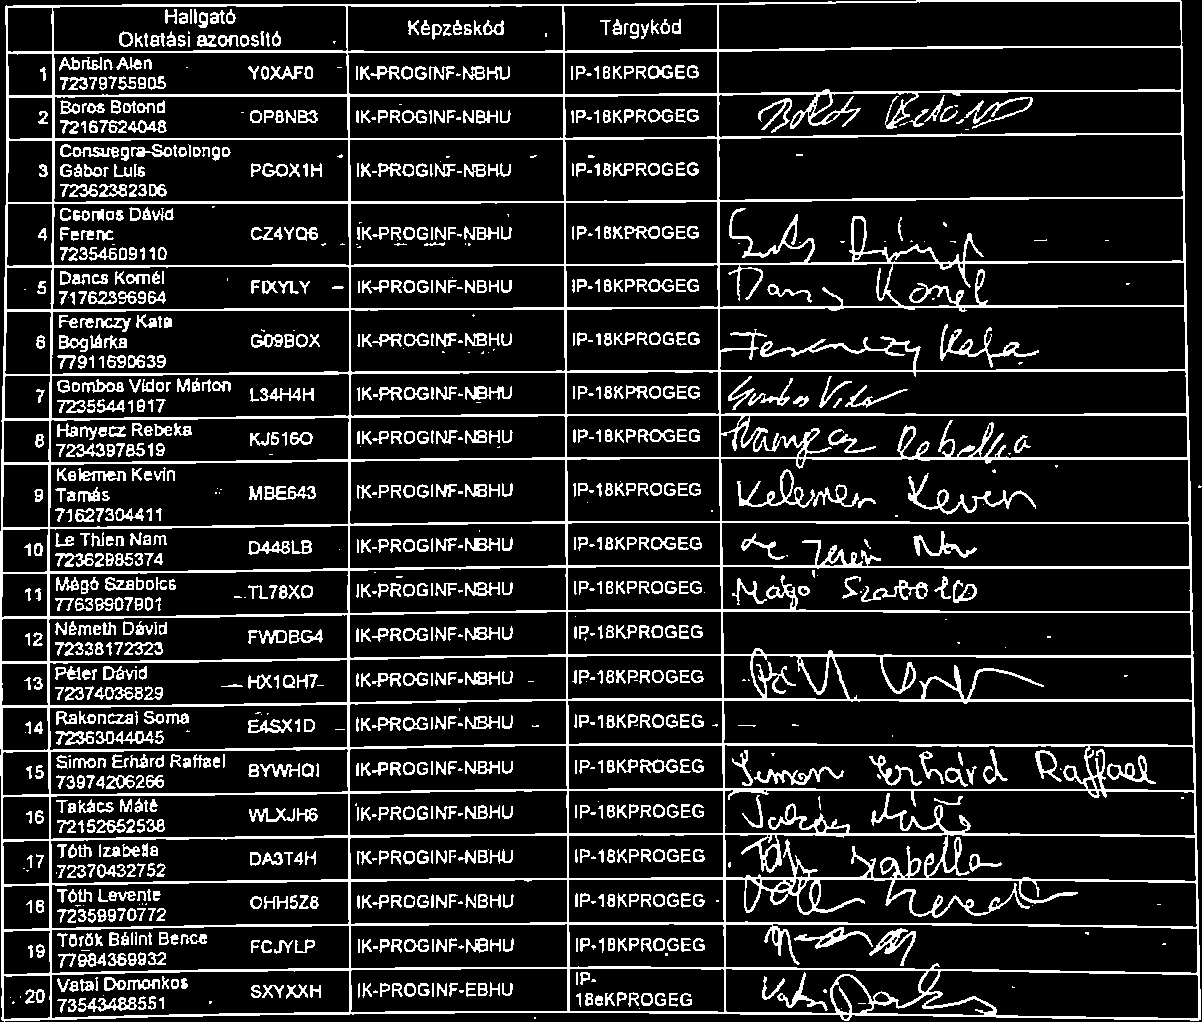 Hallgató
Oktatási azonosító Képzéskód Tárgykód
1 Abrisin Alen Y0XAF0 IK-PROGINF-NBHU IP-18KPROGEG
72379755905
2 Boros Botond OP8NB3 IK-PROGINF-NBHU IP-18KPROGEG Boros Botond
72167624048
Consuegra-Sotolongo
3 Gábor Luis PGOX1H IK-PROGINF-NBHU IP-18KPROGEG
72362382306
Csontos Dávid
4 Ferenc CZ4YQ6 IK-PROGINF-NBHU IP-18KPROGEG
72354609110
5 Dancs Kornél FIXYLY IK-PROGINF-NBHU IP-18KPROGEG Dancs Kornél
71762396964
Ferenczy Kata
6 Boglárka G09BOX IK-PROGINF-NBHU IP-18KPROGEG Ferenczy Kata
77911690639
7 Gombos Vidor Márton L34H4H IK-PROGINF-NBHU IP-18KPROGEG Gombos Vidor
72355441917
8 Hanyecz Rebeka KJ516O IK-PROGINF-NBHU IP-18KPROGEG Hanyecz Rebeka
72343978519
Kelemen Kevin
9 Tamás MBE643 IK-PROGINF-NBHU IP-18KPROGEG Kelemen Kevin
71627304411
10 Le Thien Nam D448LB IK-PROGINF-NBHU IP-18KPROGEG Le Thien Nam
72362985374
11 Mágó Szabolcs TL78XO IK-PROGINF-NBHU IP-18KPROGEG Mágó Szabolcs
77639907901
12 Németh Dávid FWDBG4 IK-PROGINF-NBHU IP-18KPROGEG
72338172323
13 Péter Dávid HX1QH7 IK-PROGINF-NBHU IP-18KPROGEG
72374036829
14 Rakonczai Soma E4SX1D IK-PROGINF-NBHU IP-18KPROGEG
72363044045
15 Simon Erhárd Raffael BYWHQI IK-PROGINF-NBHU IP-18KPROGEG Simon Erhárd Raffael
73974206266
16 Takács Máté WLXJH6 IK-PROGINF-NBHU IP-18KPROGEG Takács Máté
72152652538
17 Tóth Izabella DA3T4H IK-PROGINF-NBHU IP-18KPROGEG Tóth Izabella
72370432752
18 Tóth Levente OHH5Z8 IK-PROGINF-NBHU IP-18KPROGEG Tóth Levente
72359970772
19 Török Bálint Bence FCJYLP IK-PROGINF-NBHU IP-18KPROGEG
77984369932
20 Vatai Domonkos SXYXXH IK-PROGINF-EBHU IP-18eKPROGEG Vatai Domonkos
73543488551